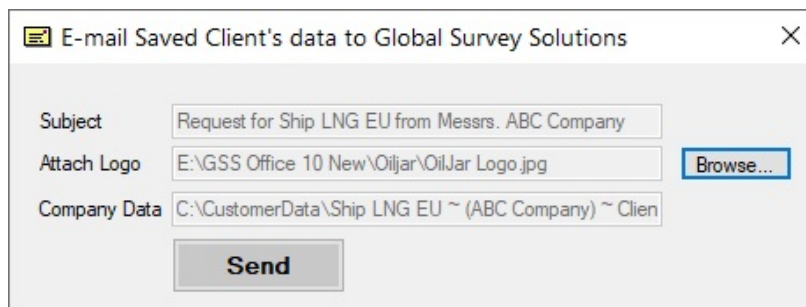 E-mail Saved Client's data to Global Survey Solutions
Subject Request for Ship LNG EU from Messrs. ABC Company
Attach Logo E:\GSS Office 10 New\Oiljar\OilJar Logo.jpg Browse...
Company Data C:\CustomerData\Ship LNG EU ~ (ABC Company) ~ Clien
Send